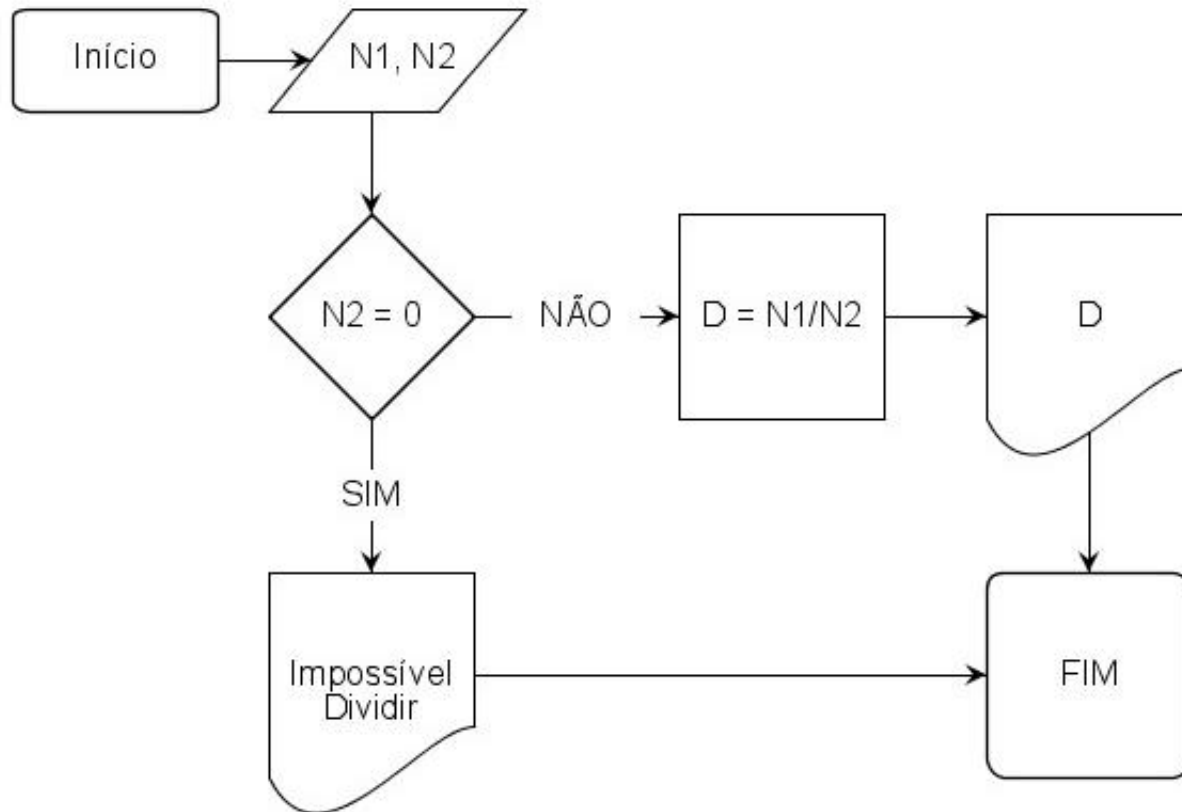 Início
N1, N2
N2 = 0
NÃO
D = N1/N2
D
SIM
Impossível
Dividir
FIM